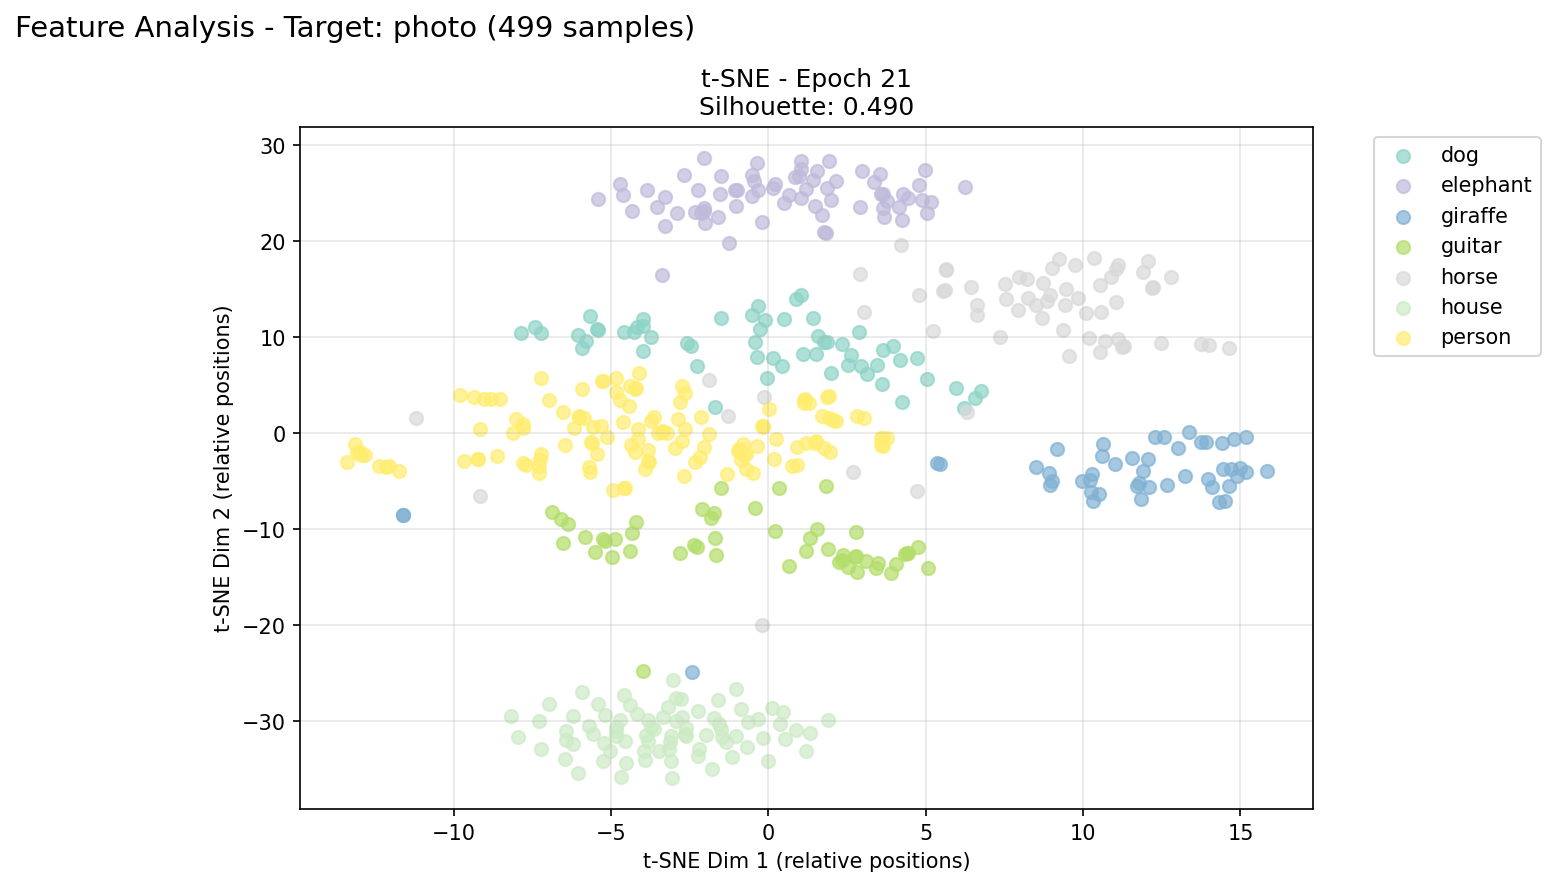 Feature Analysis - Target: photo (499 samples)
t-SNE - Epoch 21
Silhouette: 0.490
30
20
10
0
−10
−20
−30
t-SNE Dim 2 (relative positions)
−10
−5
0
5
10
15
t-SNE Dim 1 (relative positions)
dog
elephant
giraffe
guitar
horse
house
person